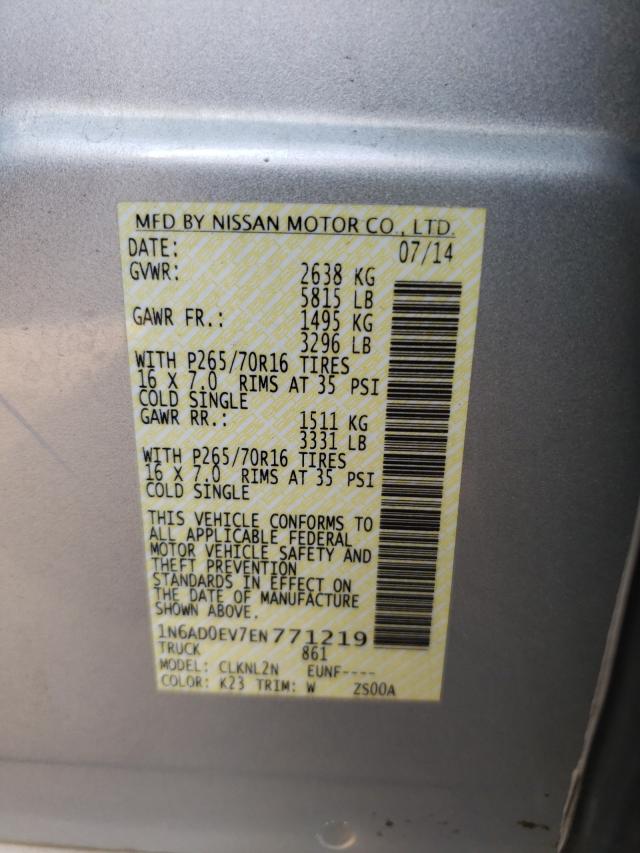 MFD BY NISSAN MOTOR CO., LTD.
DATE: 07/14
GVWR: 2638 KG
5815 LB
GAWR FR.: 1495 KG
3296 LB
WITH P265/70R16 TIRES
16 X 7.0 RIMS AT 35 PSI
COLD SINGLE
GAWR RR.: 1511 KG
3331 LB
WITH P265/70R16 TIRES
16 X 7.0 RIMS AT 35 PSI
COLD SINGLE
THIS VEHICLE CONFORMS TO
ALL APPLICABLE FEDERAL
MOTOR VEHICLE SAFETY AND
THEFT PREVENTION
STANDARDS IN EFFECT ON
THE DATE OF MANUFACTURE
SHOWN ABOVE.
1N6AD0EV7EN771219
TRUCK 861
MODEL: CLKNL2N EUNF----
COLOR: K23 TRIM: W ZS00A